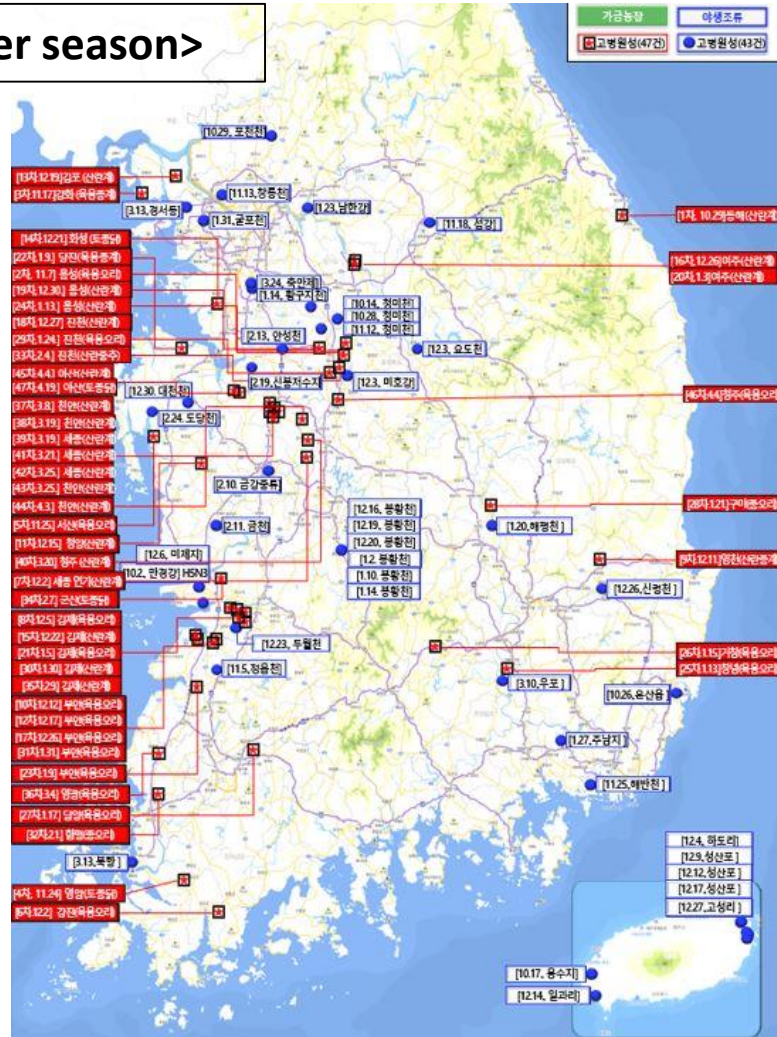 er season>
가금농장
야생조류
고병원성(47건)
고병원성(43건)
[13차.12.19]김포(산란계)
[3차.11.17]강화(육용종계)
[14차.12.21] 화성(토종닭)
[22차.1.9.] 당진(육용종계)
[2차, 11.7] 음성(육용오리)
[19차.12.30.] 음성(산란계)
[24차.1.13.] 음성(산란계)
[18차.12.27] 진천(산란계)
[29차.1.24.] 진천(육용오리)
[33차.2.4.] 진천(산란중추)
[45차.4.4.] 아산(산란계)
[47차.4.19.] 아산(토종닭)
[37차.3.8] 천안(산란계)
[38차.3.19.] 천안(산란계)
[39차.3.19.] 세종(산란계)
[41차.3.21.] 세종(산란계)
[42차.3.25.] 세종(산란계)
[43차.3.25] 천안(산란계)
[44차.4.3] 천안(산란계)
[5차.11.25] 서산(육용오리)
[11차.12.15] 청양(산란계)
[40차.3.20] 청주 (산란계)
[7차.12.2] 세종 연기(산란계)
[34차.2.7.] 군산(토종닭)
[8차.12.5] 김제(육용오리)
[15차.12.22] 김제(산란계)
[21차.1.5] 김제(육용오리)
[30차.1.30] 김제(산란계)
[35차.2.9.] 김제(산란계)
[10차.12.12] 부안(육용오리)
[12차.12.17] 부안(육용오리)
[17차.12.26] 부안(육용오리)
[31차.1.31] 부안(육용오리)
[23차.1.9] 부안(육용오리)
[36차.3.4] 영광(육용오리)
[27차.1.17] 담양(육용오리)
[32차.2.1.] 함평(종오리)
[4차, 11.24] 영암(토종닭)
[6차.12.2] 강진(육용오리)
[1차, 10.29]동해(산란계)
[16차.12.26]여주(산란계)
[20차.1.3]여주(산란계)
[46차.4.4]청주(육용오리)
[28차.1.21]구미(종오리)
[9차.12.11]영천(산란종계)
[26차.1.15]거창(육용오리)
[25차.1.13]창녕(육용오리)
[10.29, 포천천]
[11.13, 창릉천]
[3.13, 경서동]
[1.31, 굴포천]
[1.23, 남한강]
[11.18, 섬강]
[3.24, 축만제]
[1.14, 황구지천]
[10.14, 청미천]
[10.28, 청미천]
[11.12, 청미천]
[2.13, 안성천]
[12.3, 요도천]
[2.19, 신봉저수지]
[12.3, 미호강]
[12.30. 대천천]
[2.24. 도당천]
[2.10, 금강중류]
[2.11, 금천]
[12.16, 봉황천]
[12.19, 봉황천]
[12.20, 봉황천]
[1.2, 봉황천]
[1.10, 봉황천]
[1.14, 봉황천]
[1.20, 해평천]
[12.6, 미제지]
[10.2, 만경강] H5N3
[12.26, 신령천]
[12.23, 두월천]
[11.5, 정읍천]
[3.10, 우포]
[10.26, 온산읍]
[1.27, 주남지]
[11.25, 해반천]
[3.13, 북항]
[12.4, 하도리]
[12.9, 성산포]
[12.12, 성산포]
[12.17, 성산포]
[12.27, 고성리]
[10.17, 용수지]
[12.14, 일과리]